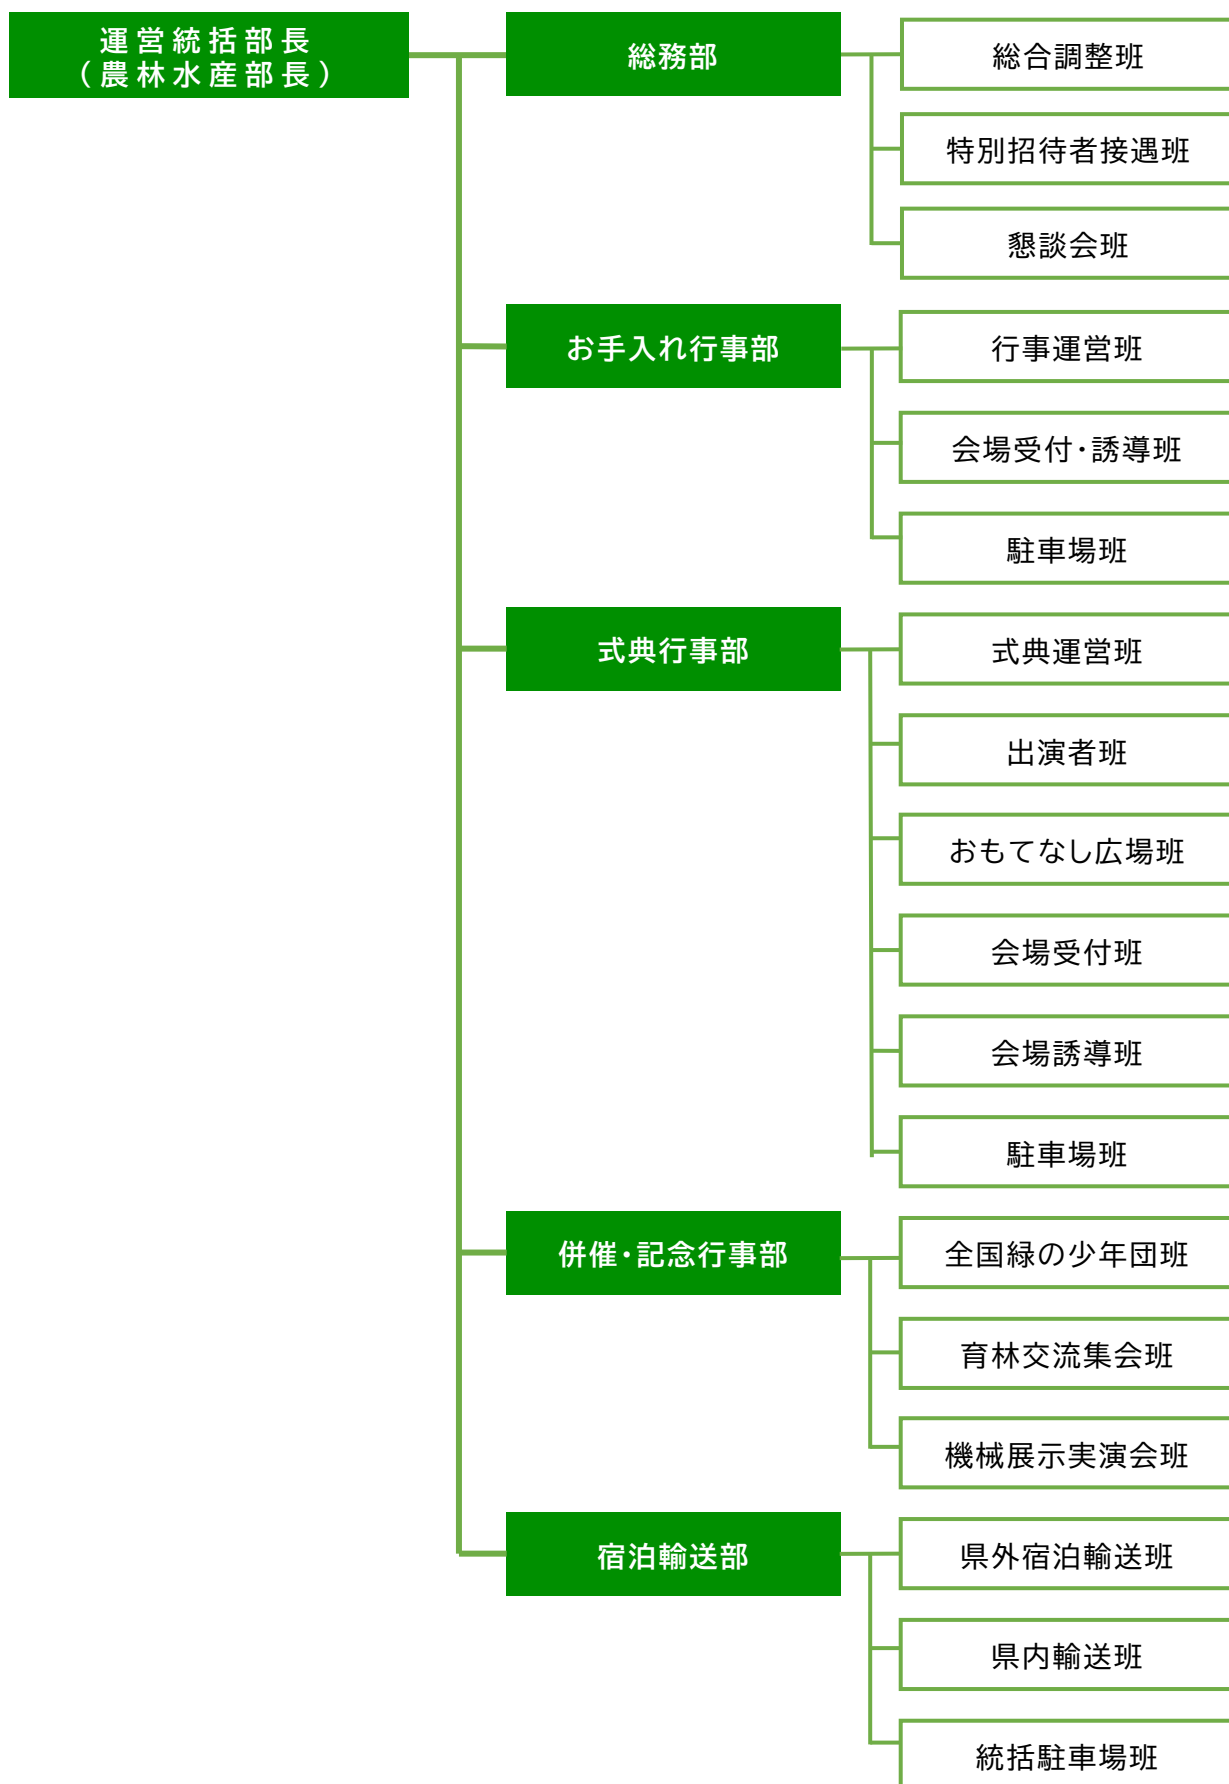 運営統括部長
（農林水産部長）
総務部
総合調整班
特別招待者接遇班
懇談会班
お手入れ行事部
行事運営班
会場受付・誘導班
駐車場班
式典行事部
式典運営班
出演者班
おもてなし広場班
会場受付班
会場誘導班
駐車場班
併催・記念行事部
全国緑の少年団班
育林交流集会班
機械展示実演会班
宿泊輸送部
県外宿泊輸送班
県内輸送班
統括駐車場班